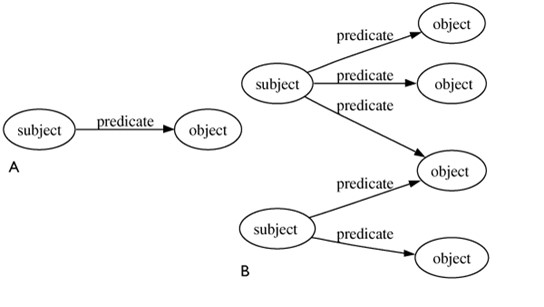 subject predicate object
A
predicate object
subject predicate object
predicate
object
predicate
subject predicate
object
B